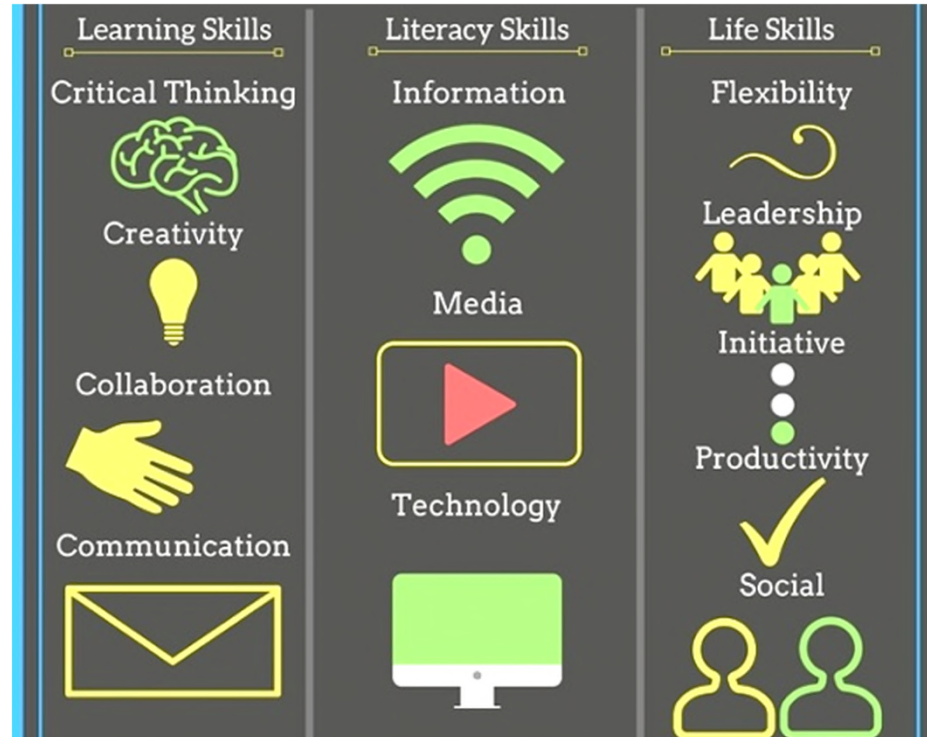 Learning Skills
Critical Thinking
Creativity
Collaboration
Communication
Literacy Skills
Information
Media
Technology
Life Skills
Flexibility
Leadership
Initiative
Productivity
Social